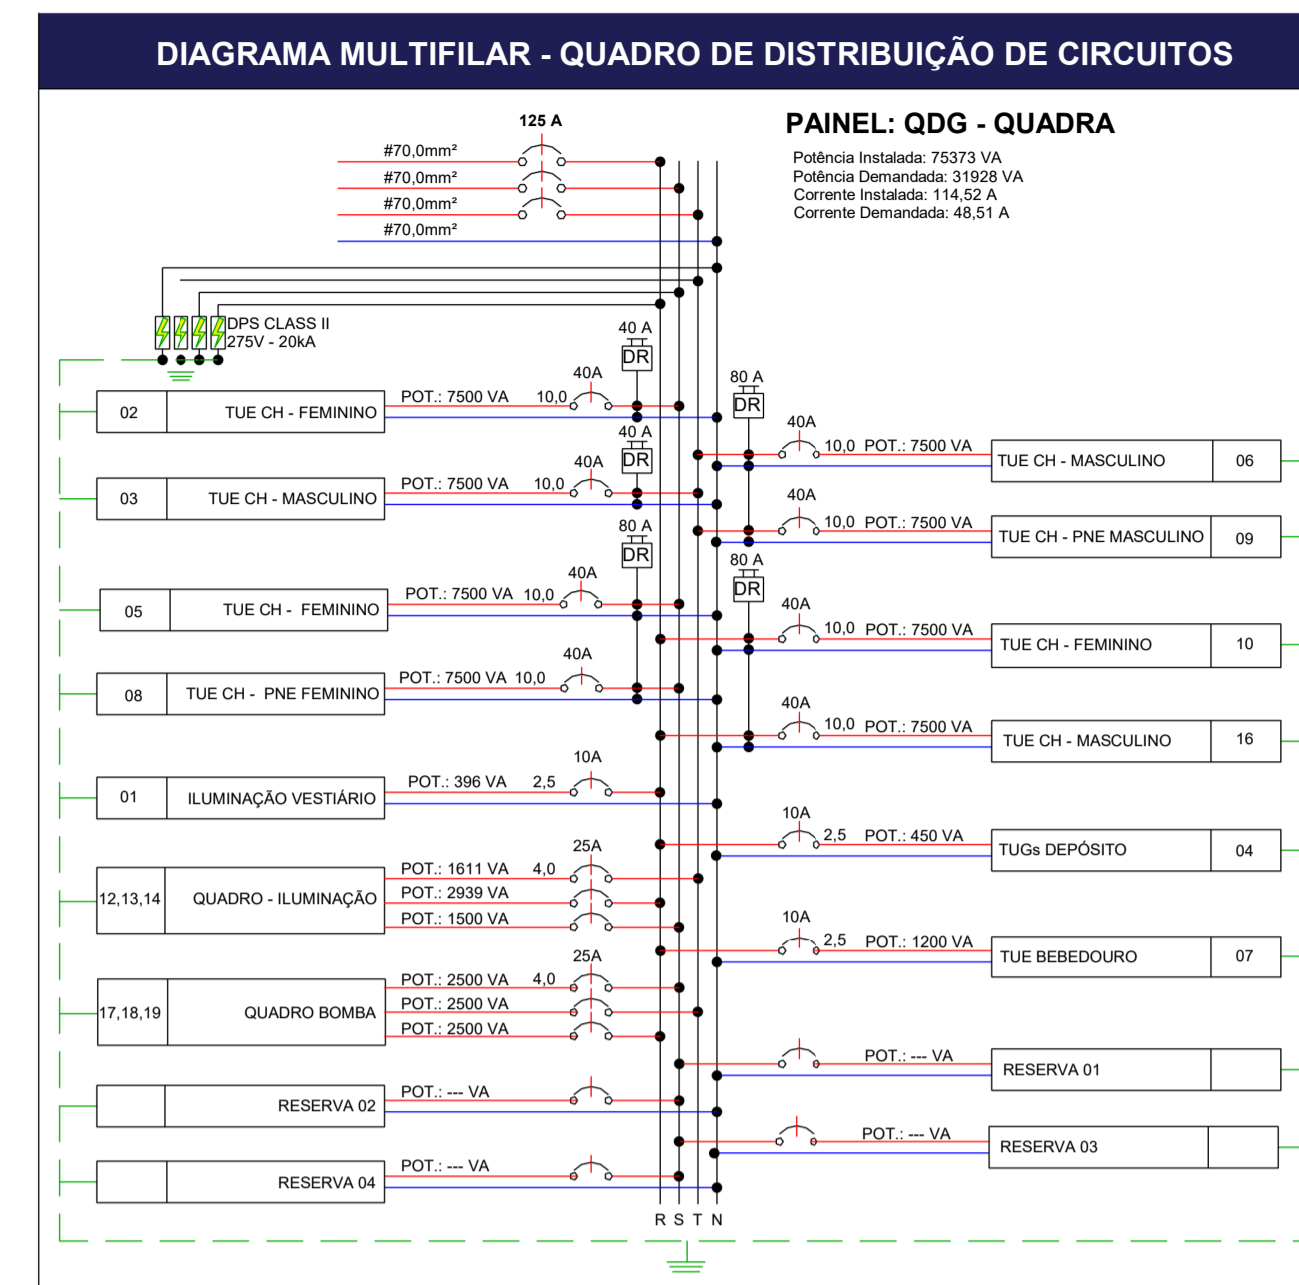 DIAGRAMA MULTIFILAR - QUADRO DE DISTRIBUIÇÃO DE CIRCUITOS
PAINEL: QDG - QUADRA
Potência Instalada: 75373 VA
Potência Demandada: 31928 VA
Corrente Instalada: 114,52 A
Corrente Demandada: 48,51 A
125 A
#70,0mm²
#70,0mm²
#70,0mm²
#70,0mm²
DPS CLASS II
275V - 20kA
40 A
DR
02 TUE CH - FEMININO POT.: 7500 VA 10,0 40A
40 A
DR
03 TUE CH - MASCULINO POT.: 7500 VA 10,0 40A
80 A
DR
05 TUE CH - FEMININO POT.: 7500 VA 10,0 40A
08 TUE CH - PNE FEMININO POT.: 7500 VA 10,0 40A
01 ILUMINAÇÃO VESTIÁRIO POT.: 396 VA 2,5 10A
12,13,14 QUADRO - ILUMINAÇÃO POT.: 1611 VA 4,0 25A
POT.: 2939 VA
POT.: 1500 VA
17,18,19 QUADRO BOMBA POT.: 2500 VA 4,0 25A
POT.: 2500 VA
POT.: 2500 VA
RESERVA 02 POT.: --- VA
RESERVA 04 POT.: --- VA
80 A
DR
40A 10,0 POT.: 7500 VA TUE CH - MASCULINO 06
40A 10,0 POT.: 7500 VA TUE CH - PNE MASCULINO 09
80 A
DR
40A 10,0 POT.: 7500 VA TUE CH - FEMININO 10
40A 10,0 POT.: 7500 VA TUE CH - MASCULINO 16
10A 2,5 POT.: 450 VA TUGs DEPÓSITO 04
10A 2,5 POT.: 1200 VA TUE BEBEDOURO 07
POT.: --- VA RESERVA 01
POT.: --- VA RESERVA 03
R S T N